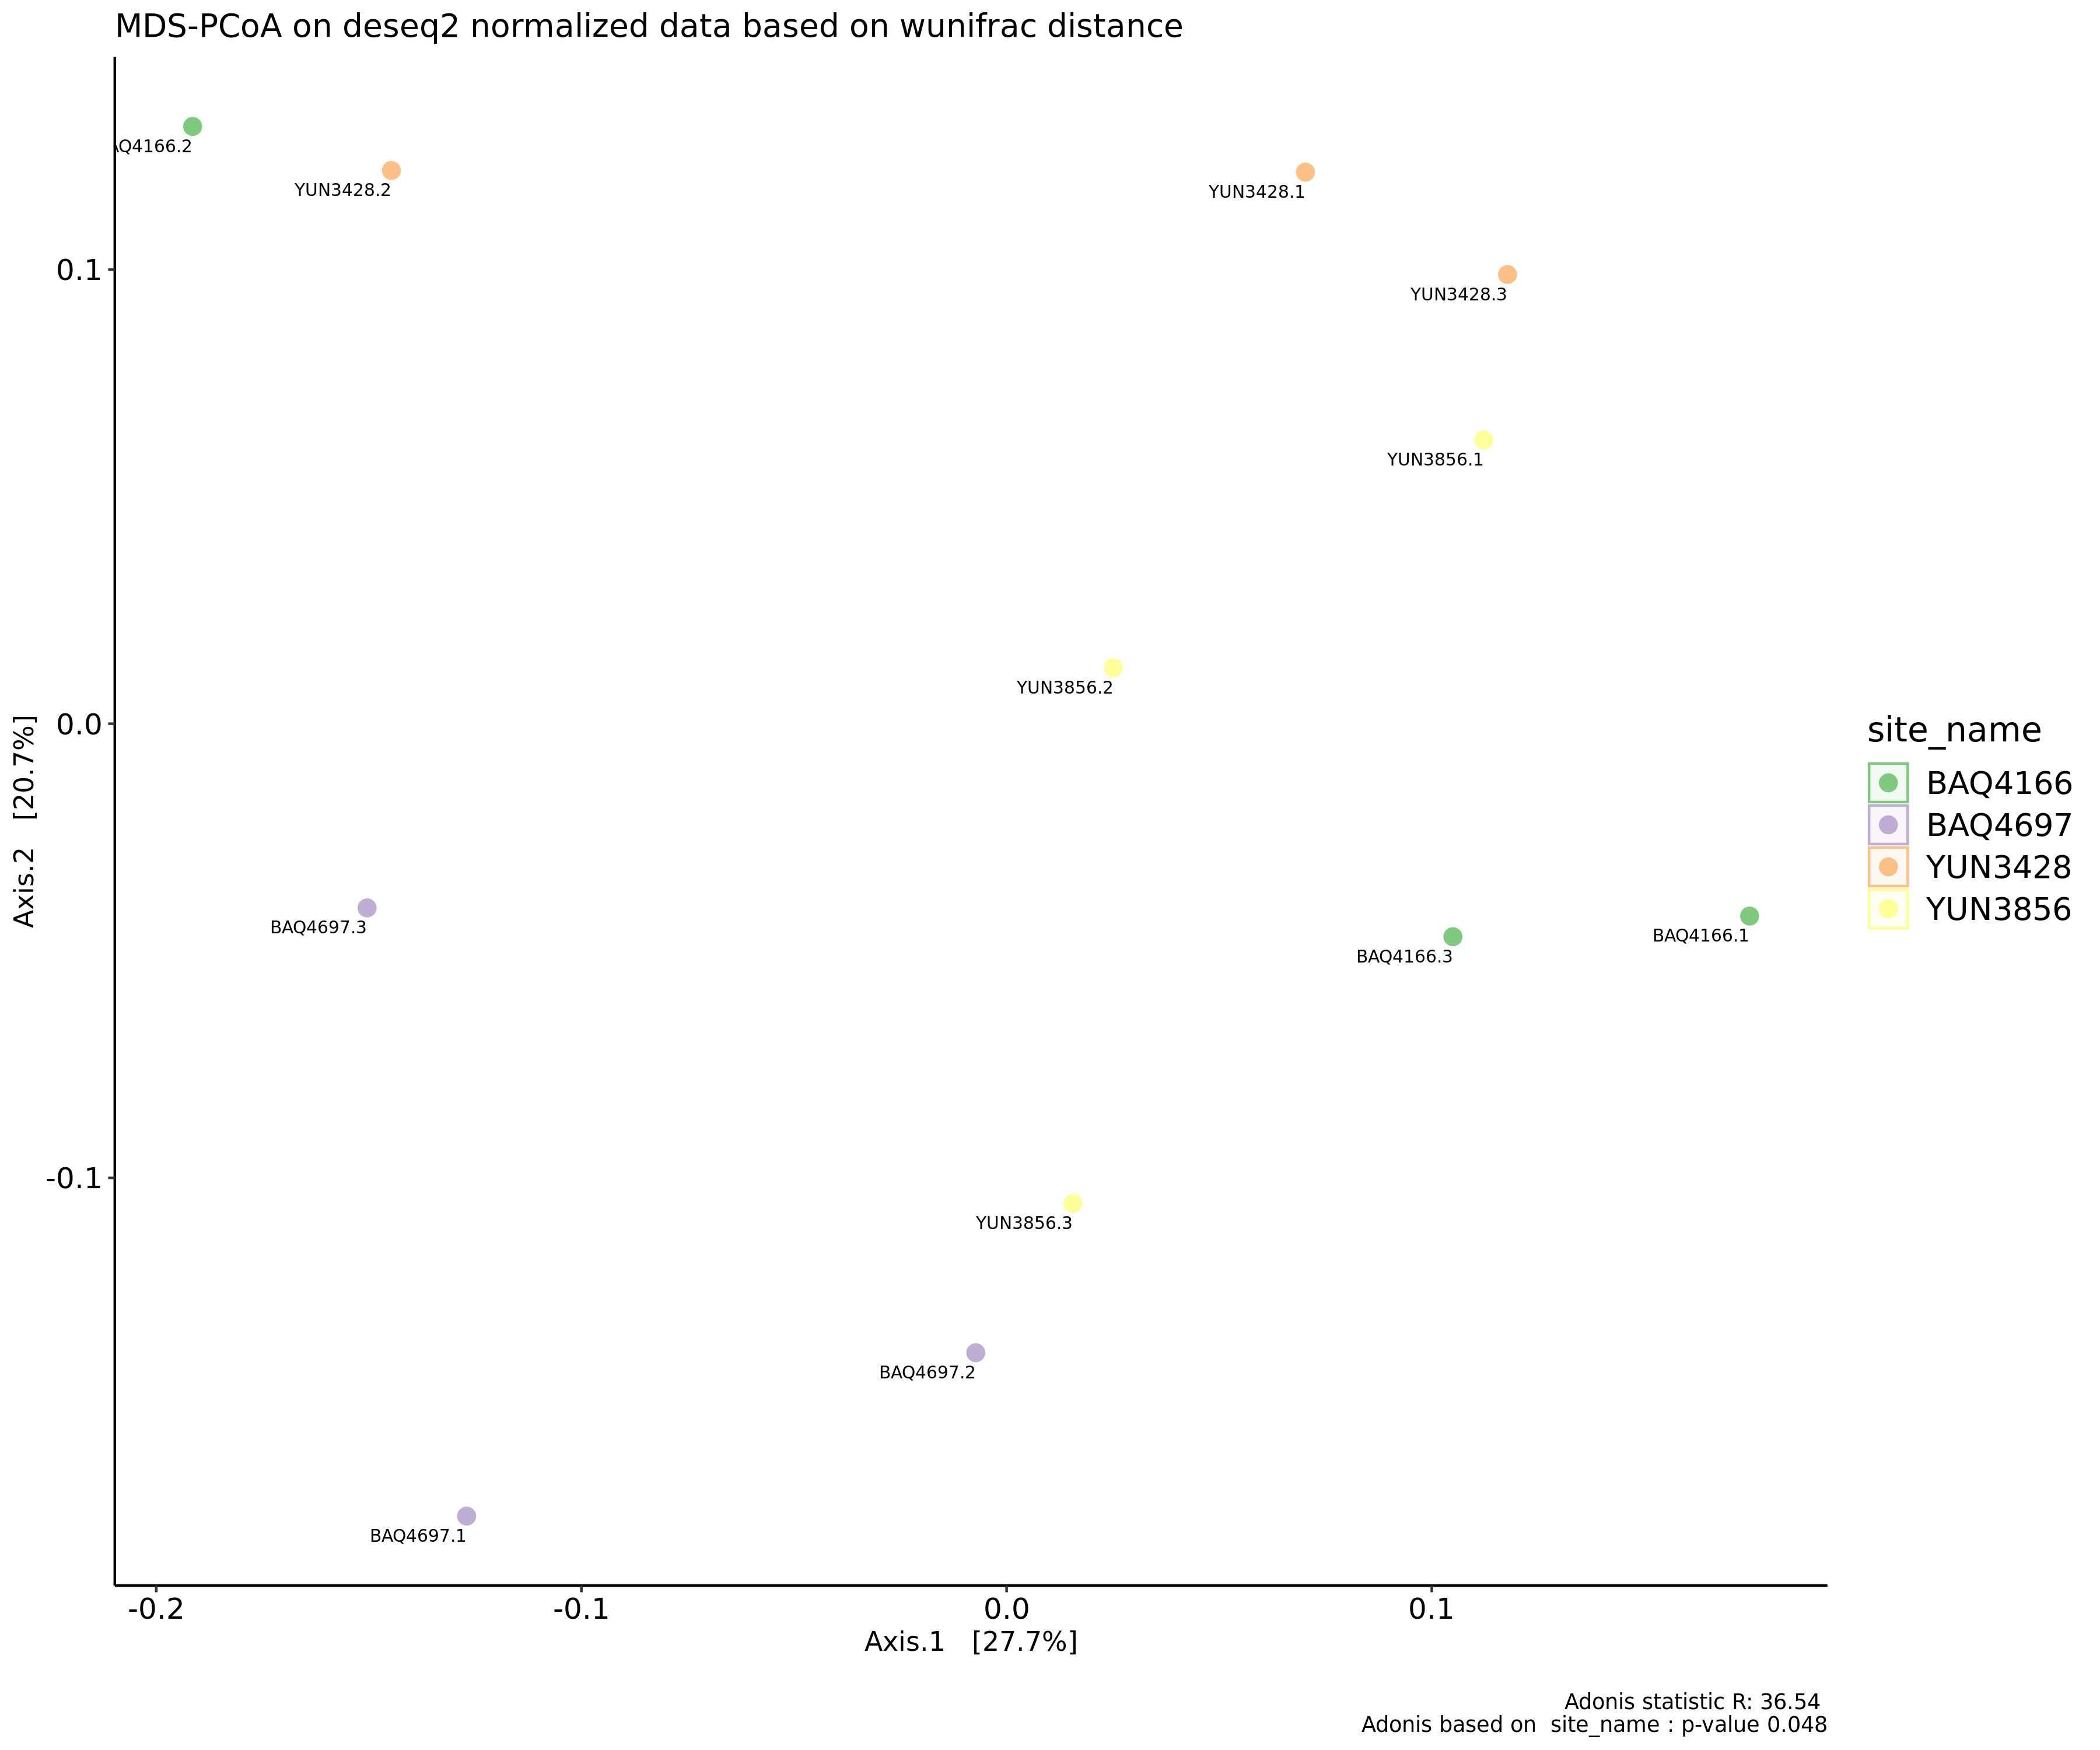 MDS-PCoA on deseq2 normalized data based on wunifrac distance
AQ4166.2
YUN3428.2
YUN3428.1
0.1
YUN3428.3
YUN3856.1
YUN3856.2
0.0
Axis.2 [20.7%]
site_name
BAQ4166
BAQ4697
YUN3428
YUN3856
BAQ4697.3
BAQ4166.3
BAQ4166.1
-0.1
YUN3856.3
BAQ4697.2
BAQ4697.1
-0.2 -0.1 0.0 0.1
Axis.1 [27.7%]
Adonis statistic R: 36.54
Adonis based on site_name : p-value 0.048